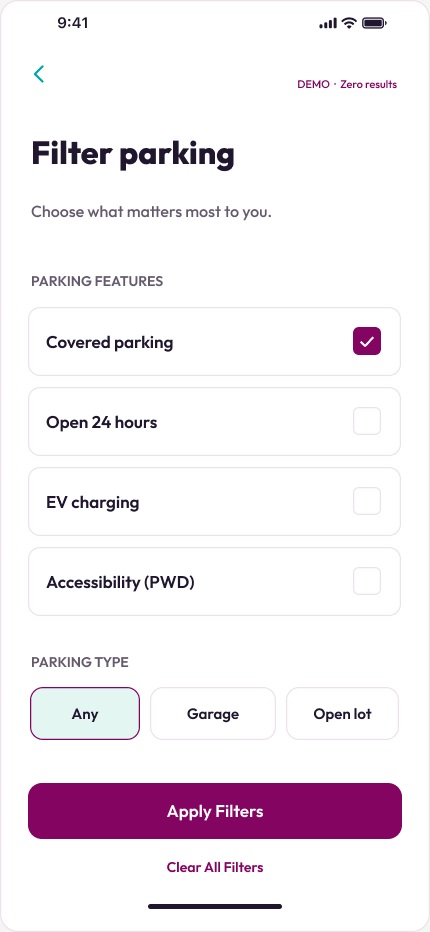 9:41
DEMO · Zero results
Filter parking
Choose what matters most to you.
PARKING FEATURES
Covered parking
Open 24 hours
EV charging
Accessibility (PWD)
PARKING TYPE
Any Garage Open lot
Apply Filters
Clear All Filters